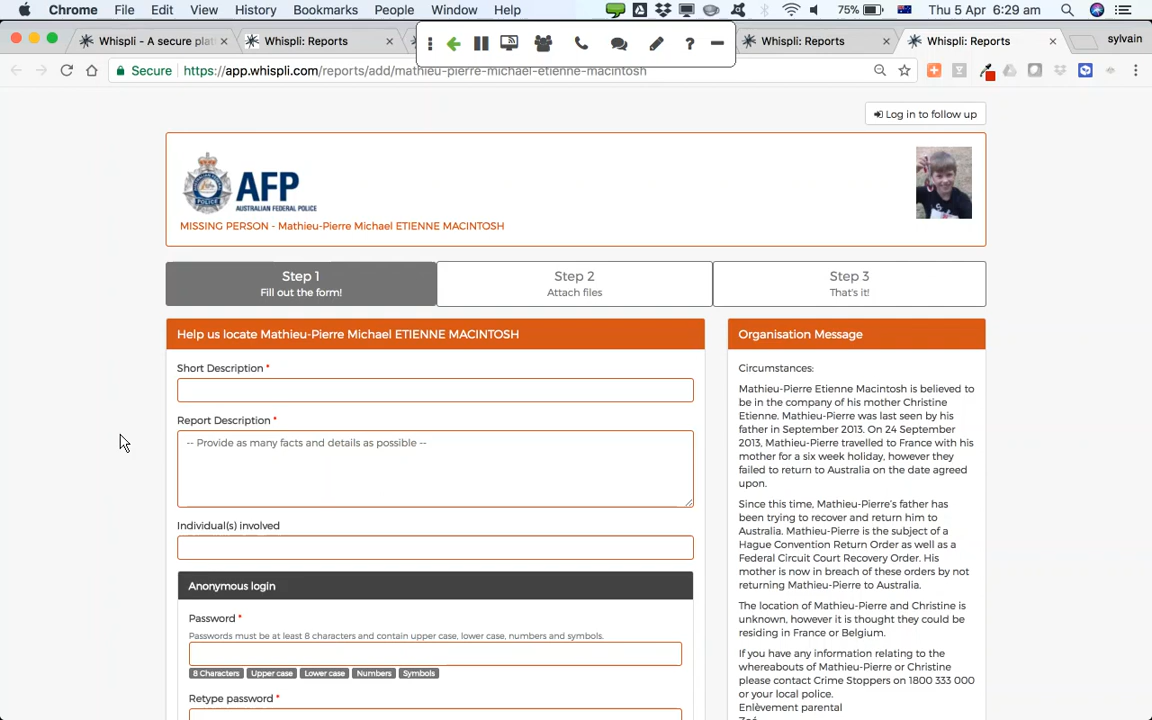 Chrome File Edit View History Bookmarks People Window Help 75% Thu 5 Apr 6:29 am
Whispli - A secure plat Whispli: Reports Whispli: Reports Whispli: Reports sylvain
Secure https://app.whispli.com/reports/add/mathieu-pierre-michael-etienne-macintosh
Log in to follow up
AFP
AUSTRALIAN FEDERAL POLICE
MISSING PERSON - Mathieu-Pierre Michael ETIENNE MACINTOSH
Step 1
Fill out the form!
Step 2
Attach files
Step 3
That's it!
Help us locate Mathieu-Pierre Michael ETIENNE MACINTOSH
Short Description *
Report Description *
-- Provide as many facts and details as possible --
Individual(s) involved
Anonymous login
Password *
Passwords must be at least 8 characters and contain upper case, lower case, numbers and symbols.
8 Characters Upper case Lower case Numbers Symbols
Retype password *
Organisation Message
Circumstances:
Mathieu-Pierre Etienne Macintosh is believed to
be in the company of his mother Christine
Etienne. Mathieu-Pierre was last seen by his
father in September 2013. On 24 September
2013, Mathieu-Pierre travelled to France with his
mother for a six week holiday, however they
failed to return to Australia on the date agreed
upon.
Since this time, Mathieu-Pierre's father has
been trying to recover and return him to
Australia. Mathieu-Pierre is the subject of a
Hague Convention Return Order as well as a
Federal Circuit Court Recovery Order. His
mother is now in breach of these orders by not
returning Mathieu-Pierre to Australia.
The location of Mathieu-Pierre and Christine is
unknown, however it is thought they could be
residing in France or Belgium.
If you have any information relating to the
whereabouts of Mathieu-Pierre or Christine
please contact Crime Stoppers on 1800 333 000
or your local police.
Enlèvement parental